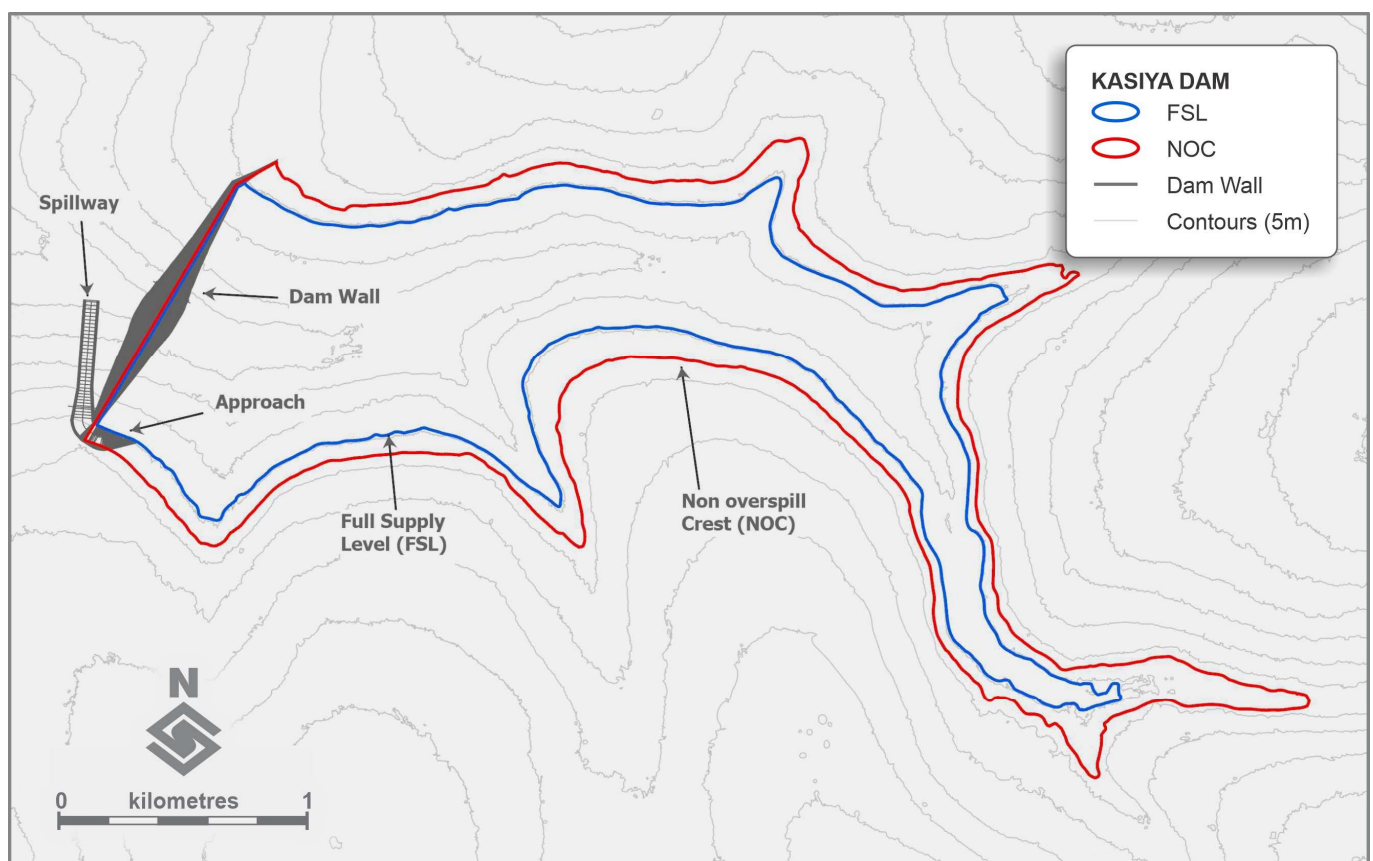 KASIYA DAM
FSL
NOC
Dam Wall
Contours (5m)
Spillway
Dam Wall
Approach
Full Supply
Level (FSL)
Non overspill
Crest (NOC)
N
0 kilometres 1